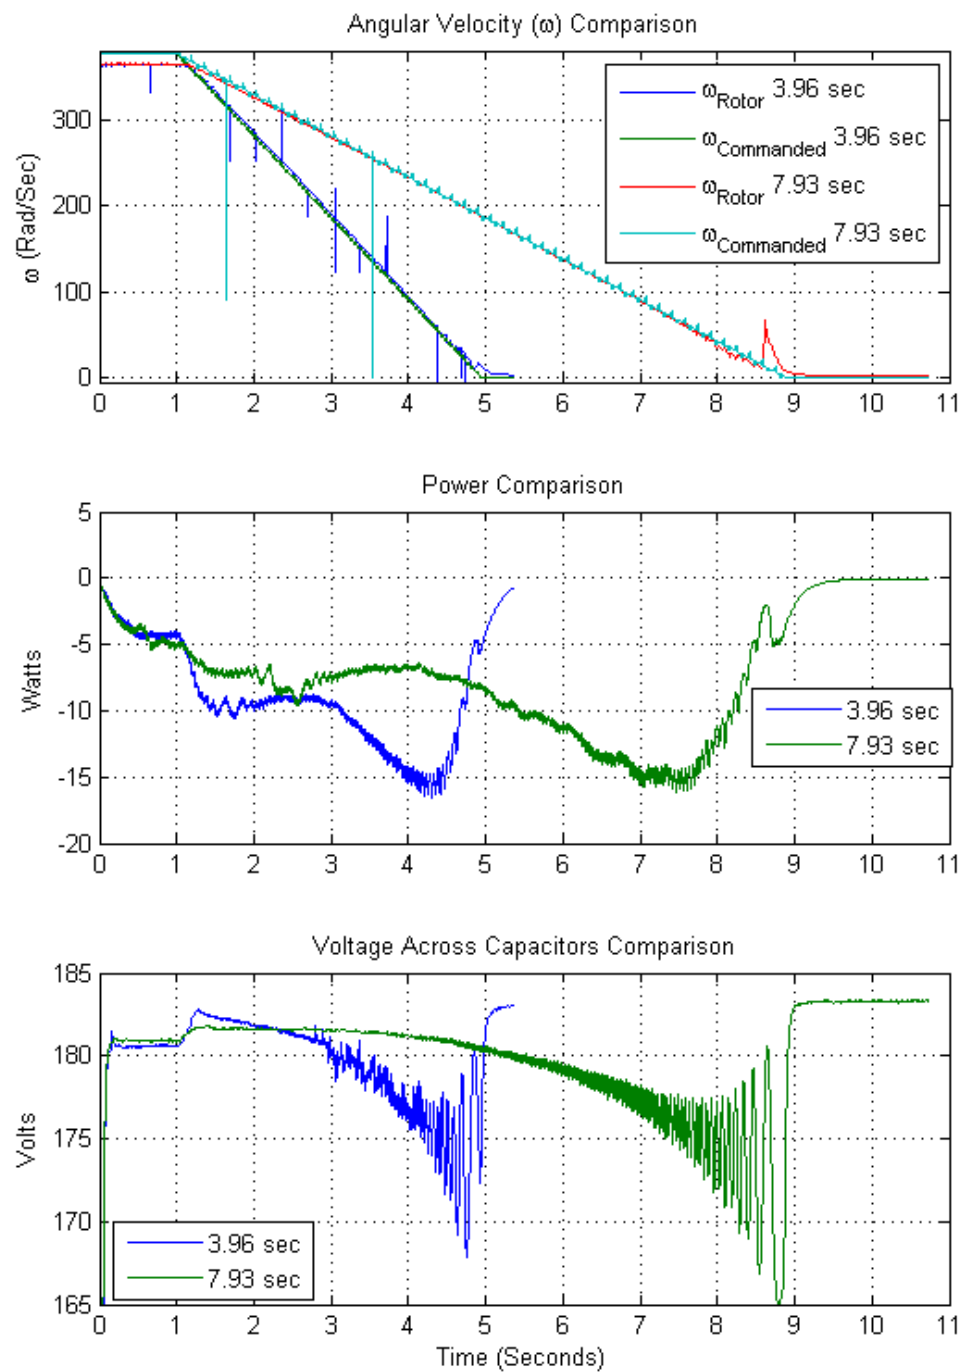 Angular Velocity (ω) Comparison
ω (Rad/Sec)
300
200
100
0
ωRotor 3.96 sec
ωCommanded 3.96 sec
ωRotor 7.93 sec
ωCommanded 7.93 sec
0 1 2 3 4 5 6 7 8 9 10 11
Power Comparison
Watts
5
0
-5
-10
-15
-20
3.96 sec
7.93 sec
0 1 2 3 4 5 6 7 8 9 10 11
Voltage Across Capacitors Comparison
Volts
185
180
175
170
165
3.96 sec
7.93 sec
0 1 2 3 4 5 6 7 8 9 10 11
Time (Seconds)